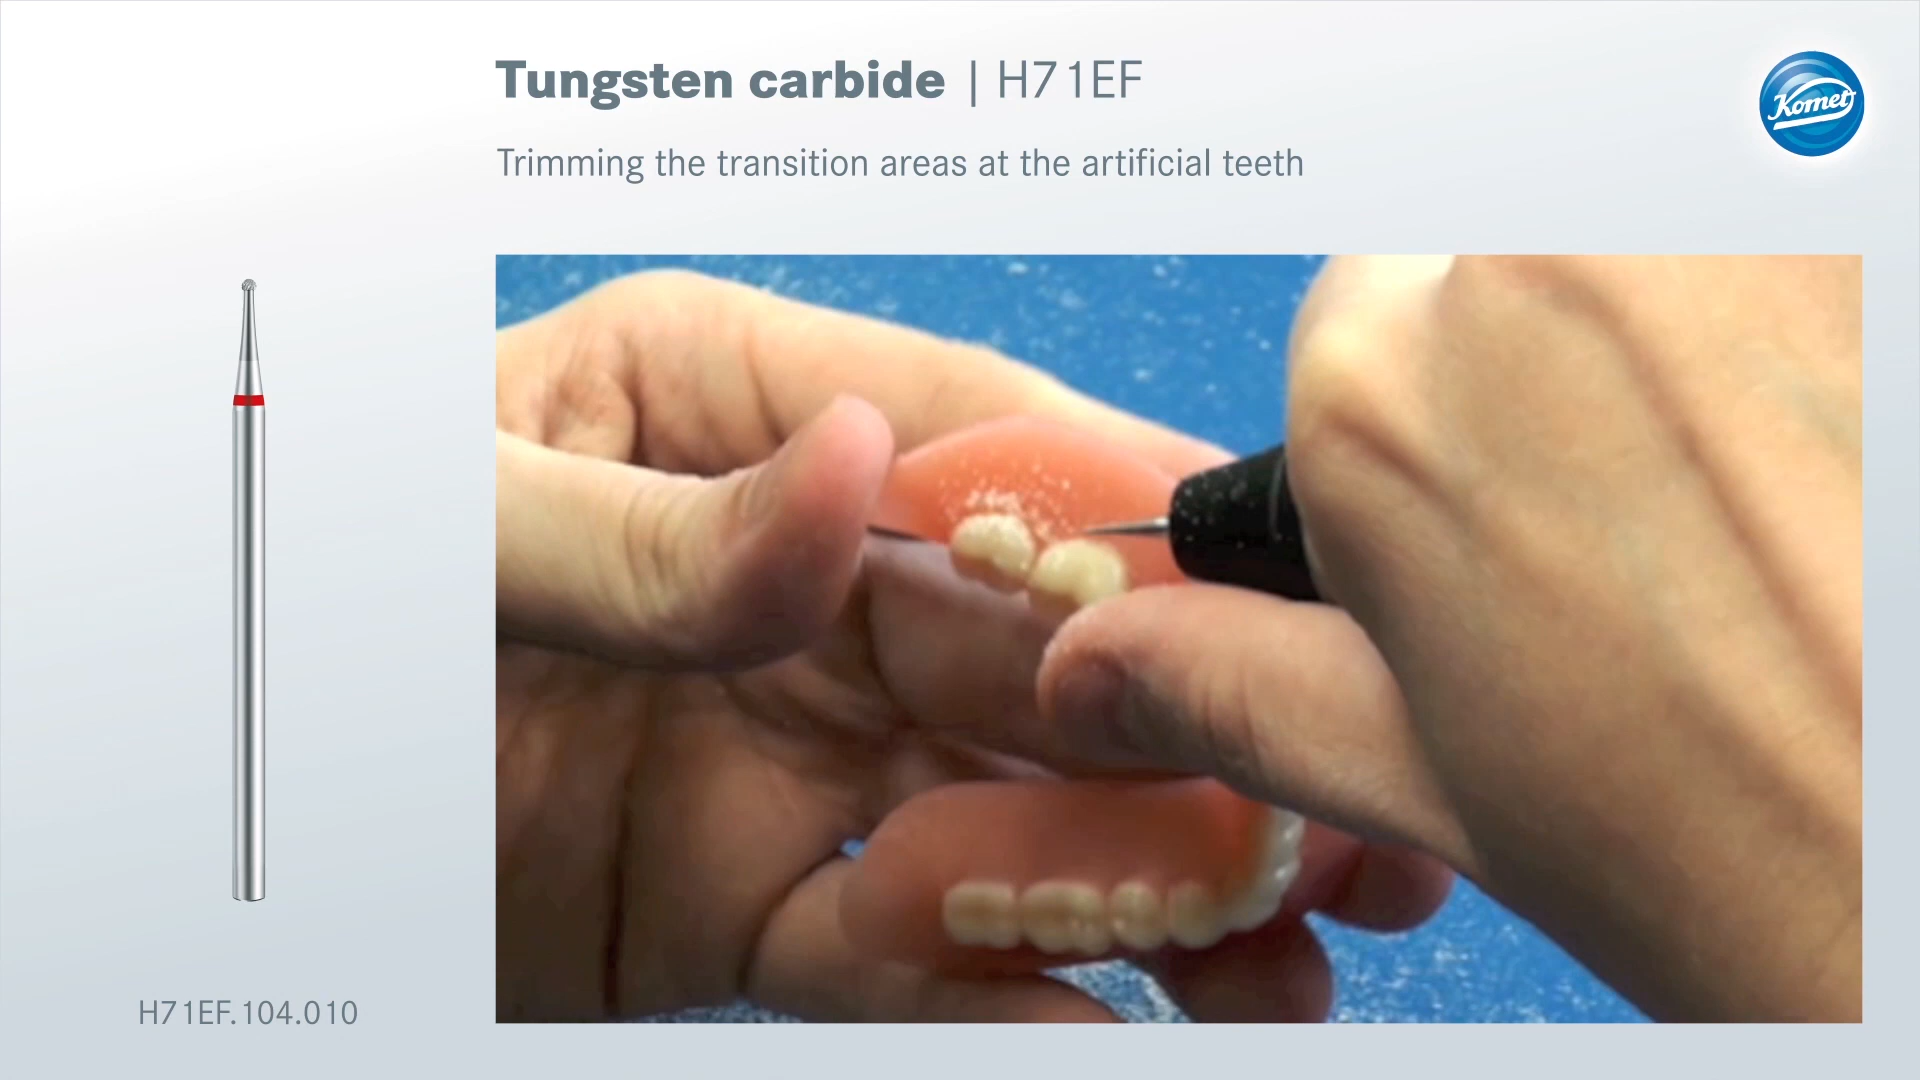 Tungsten carbide | H71EF
Komet
Trimming the transition areas at the artificial teeth
H71EF.104.010